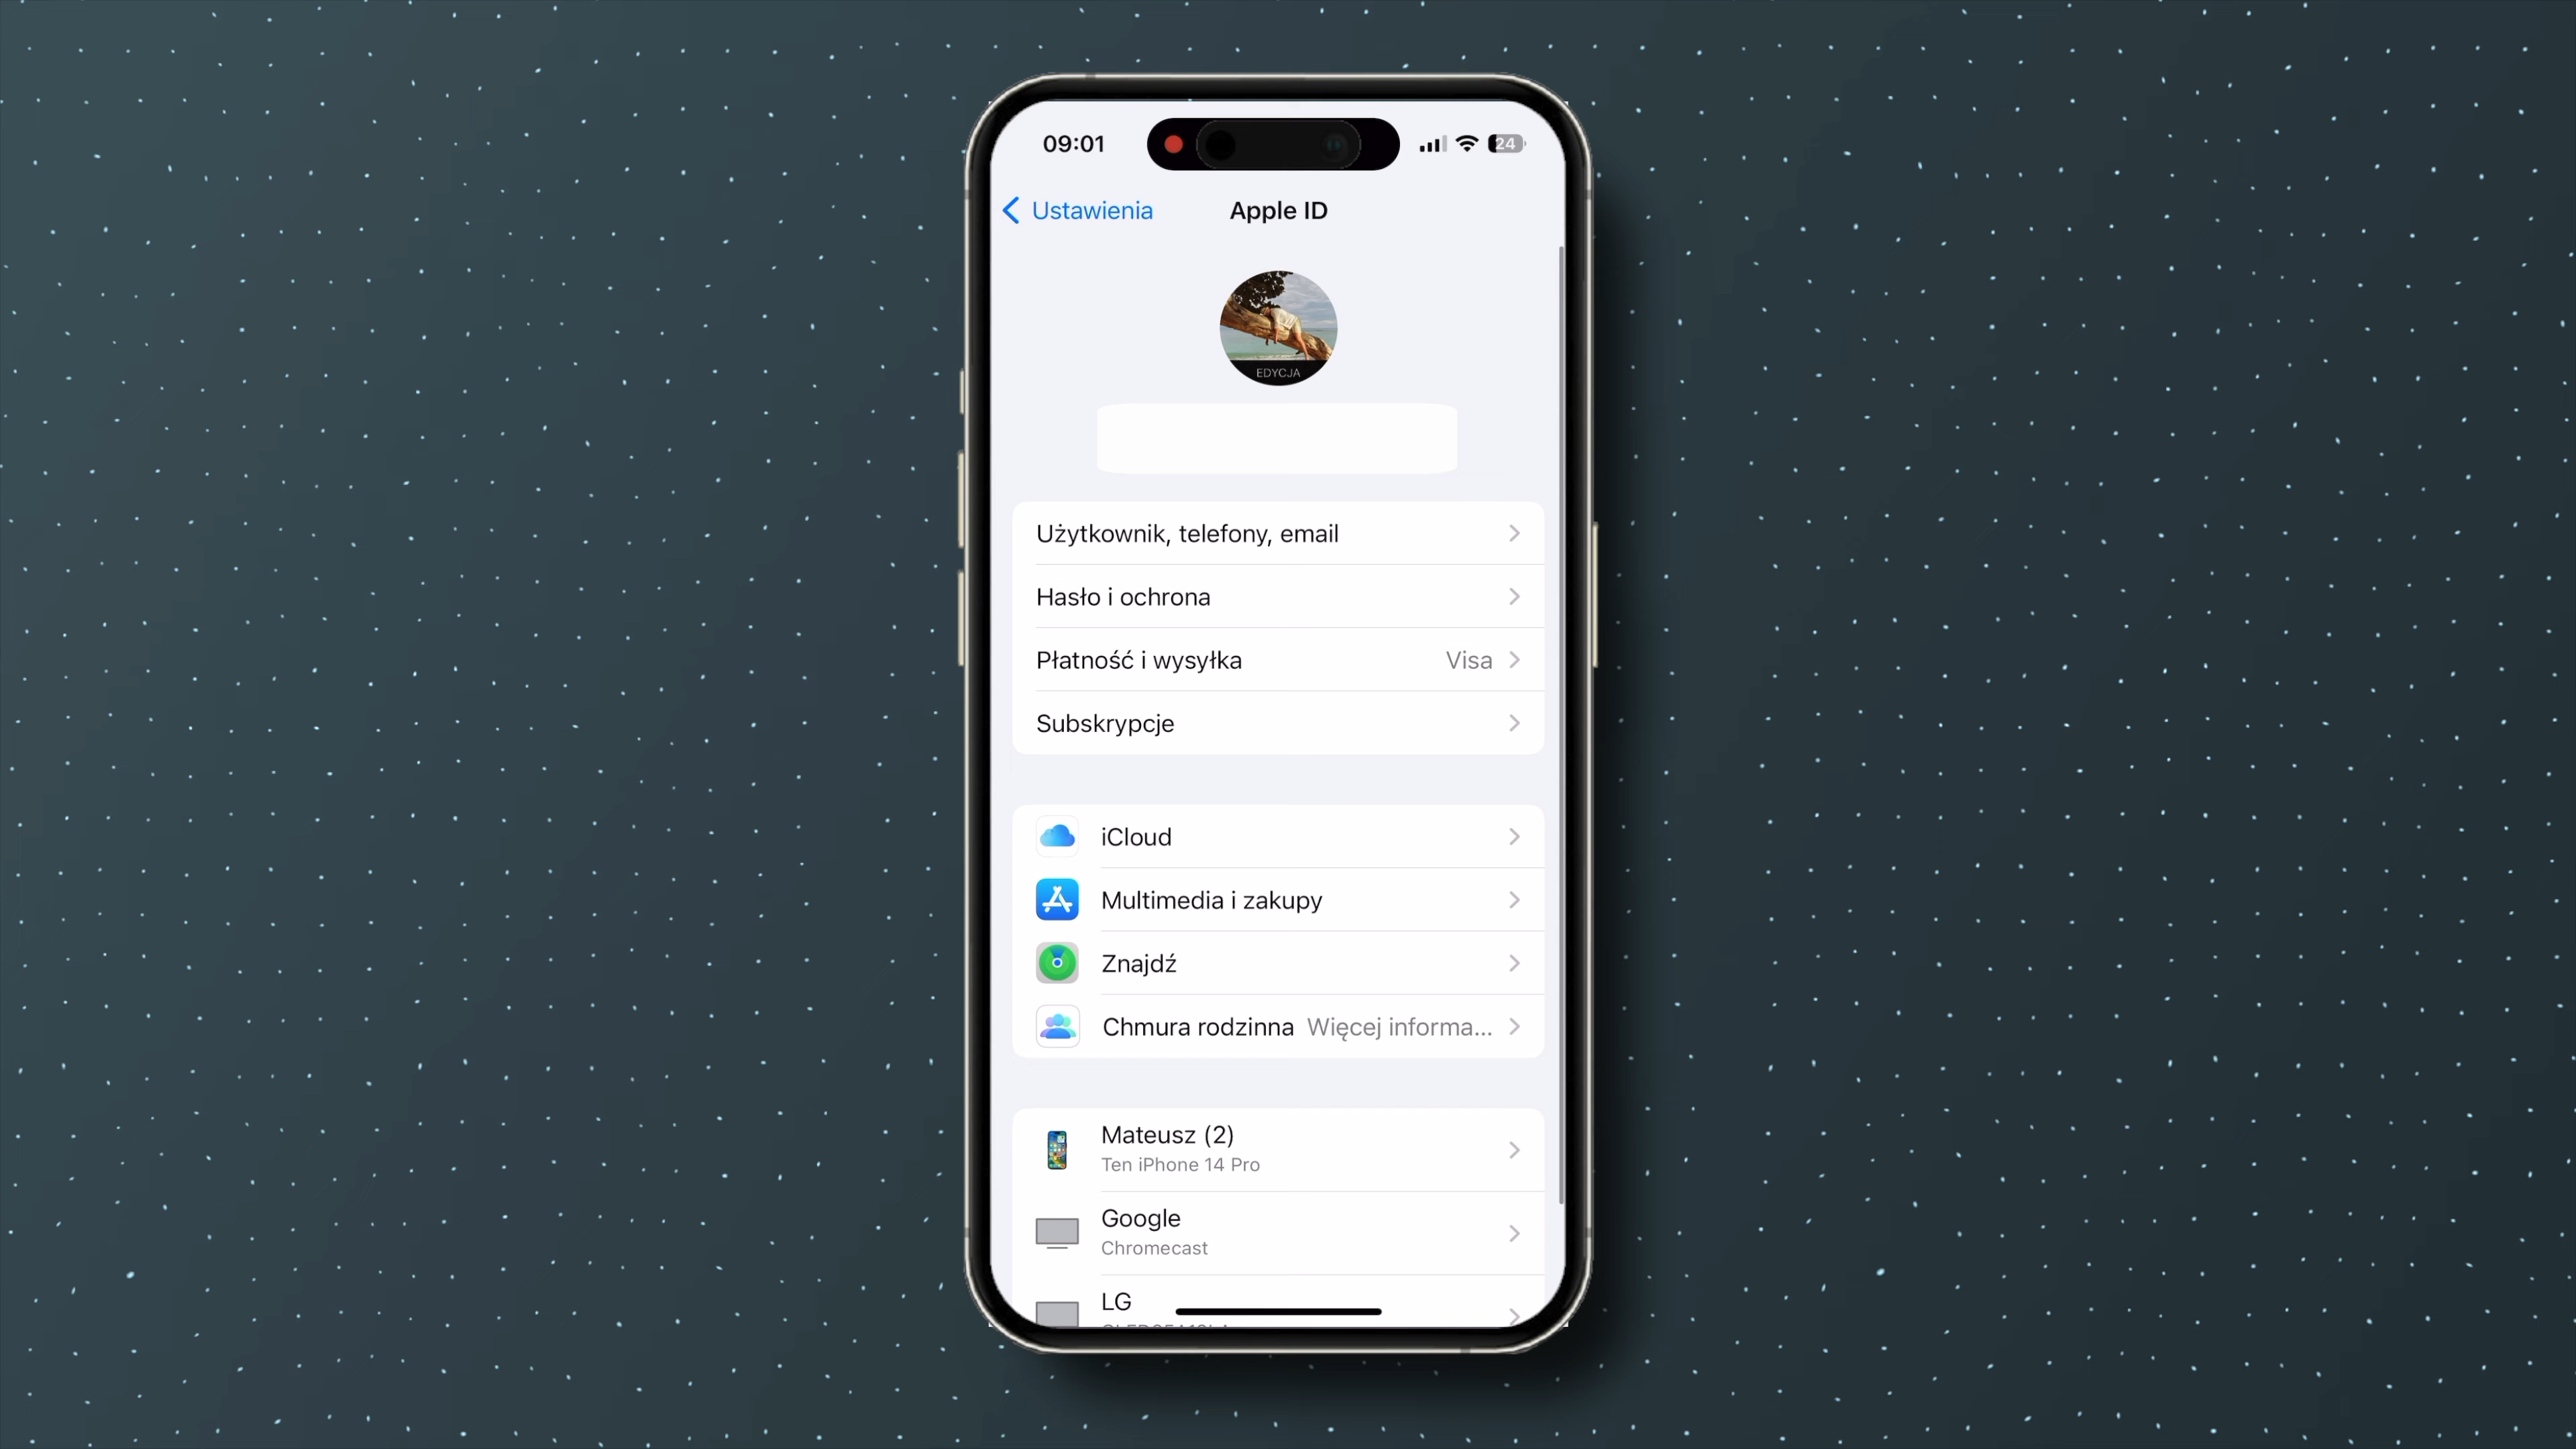 09:01
24
Ustawienia
Apple ID
EDYCJA
Użytkownik, telefony, email
Hasło i ochrona
Płatność i wysyłka Visa
Subskrypcje
iCloud
Multimedia i zakupy
Znajdź
Chmura rodzinna Więcej informa...
Mateusz (2)
Ten iPhone 14 Pro
Google
Chromecast
LG